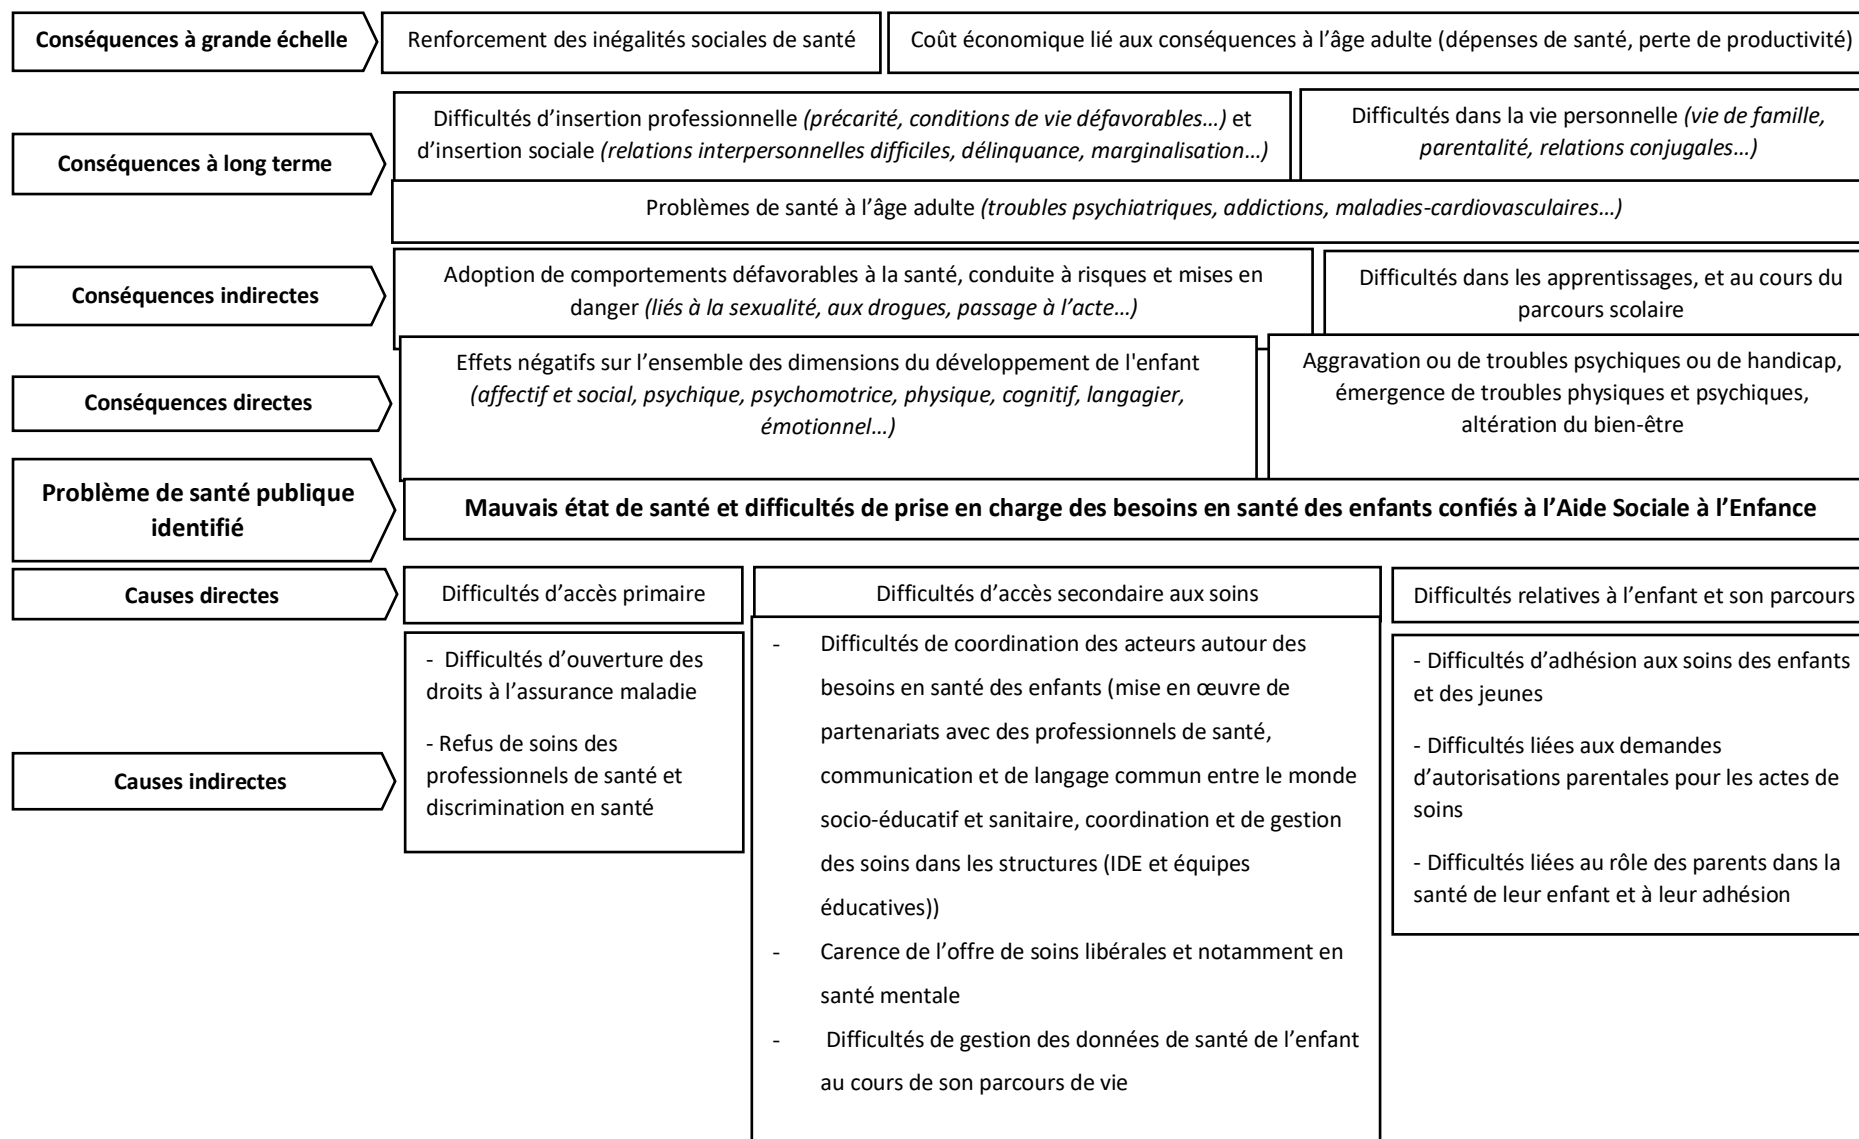 Conséquences à grande échelle
Renforcement des inégalités sociales de santé
Coût économique lié aux conséquences à l’âge adulte (dépenses de santé, perte de productivité)
Conséquences à long terme
Difficultés d’insertion professionnelle (précarité, conditions de vie défavorables…) et
d’insertion sociale (relations interpersonnelles difficiles, délinquance, marginalisation…)
Difficultés dans la vie personnelle (vie de famille,
parentalité, relations conjugales…)
Problèmes de santé à l’âge adulte (troubles psychiatriques, addictions, maladies-cardiovasculaires…)
Conséquences indirectes
Adoption de comportements défavorables à la santé, conduite à risques et mises en
danger (liés à la sexualité, aux drogues, passage à l’acte…)
Difficultés dans les apprentissages, et au cours du
parcours scolaire
Conséquences directes
Effets négatifs sur l’ensemble des dimensions du développement de l'enfant
(affectif et social, psychique, psychomotrice, physique, cognitif, langagier,
émotionnel…)
Aggravation ou de troubles psychiques ou de handicap,
émergence de troubles physiques et psychiques,
altération du bien-être
Problème de santé publique
identifié
Mauvais état de santé et difficultés de prise en charge des besoins en santé des enfants confiés à l’Aide Sociale à l’Enfance
Causes directes
Difficultés d’accès primaire
Difficultés d’accès secondaire aux soins
Difficultés relatives à l’enfant et son parcours
Causes indirectes
- Difficultés d’ouverture des
droits à l’assurance maladie
- Refus de soins des
professionnels de santé et
discrimination en santé
- Difficultés de coordination des acteurs autour des
besoins en santé des enfants (mise en œuvre de
partenariats avec des professionnels de santé,
communication et de langage commun entre le monde
socio-éducatif et sanitaire, coordination et de gestion
des soins dans les structures (IDE et équipes
éducatives))
- Carence de l’offre de soins libérales et notamment en
santé mentale
- Difficultés de gestion des données de santé de l’enfant
au cours de son parcours de vie
- Difficultés d’adhésion aux soins des enfants
et des jeunes
- Difficultés liées aux demandes
d’autorisations parentales pour les actes de
soins
- Difficultés liées au rôle des parents dans la
santé de leur enfant et à leur adhésion